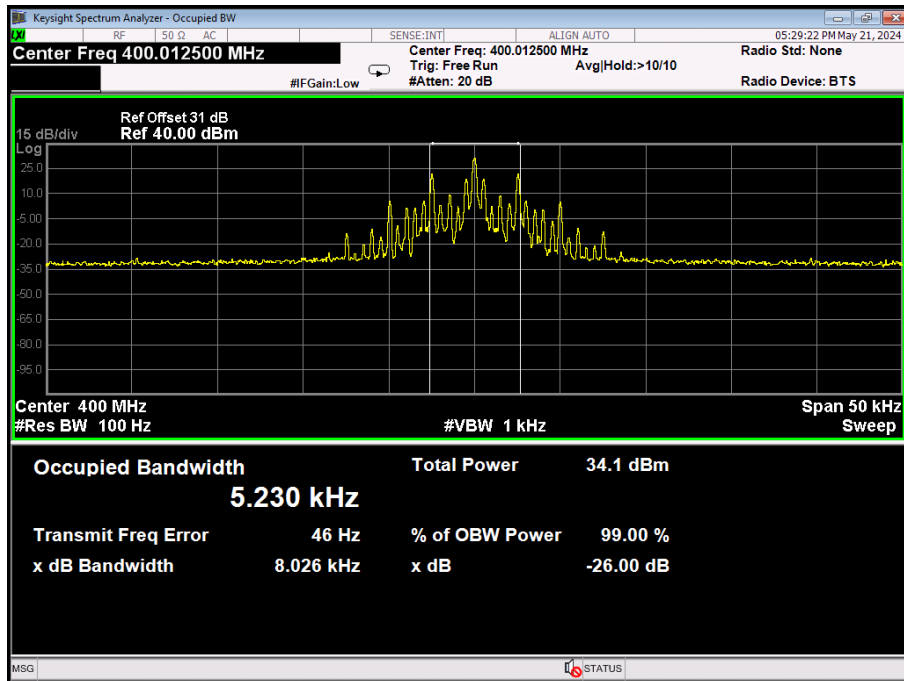 Keysight Spectrum Analyzer - Occupied BW
LXI RF 50 Ω AC SENSE:INT ALIGN AUTO 05:29:22 PM May 21, 2024
Center Freq 400.012500 MHz Center Freq: 400.012500 MHz Radio Std: None
Trig: Free Run Avg|Hold:>10/10
#IFGain:Low #Atten: 20 dB Radio Device: BTS
Ref Offset 31 dB
15 dB/div Ref 40.00 dBm
Log
25.0
10.0
-5.00
-20.0
-35.0
-50.0
-65.0
-80.0
-95.0
Center 400 MHz Span 50 kHz
#Res BW 100 Hz #VBW 1 kHz Sweep
Occupied Bandwidth Total Power 34.1 dBm
5.230 kHz
Transmit Freq Error 46 Hz % of OBW Power 99.00 %
x dB Bandwidth 8.026 kHz x dB -26.00 dB
MSG STATUS